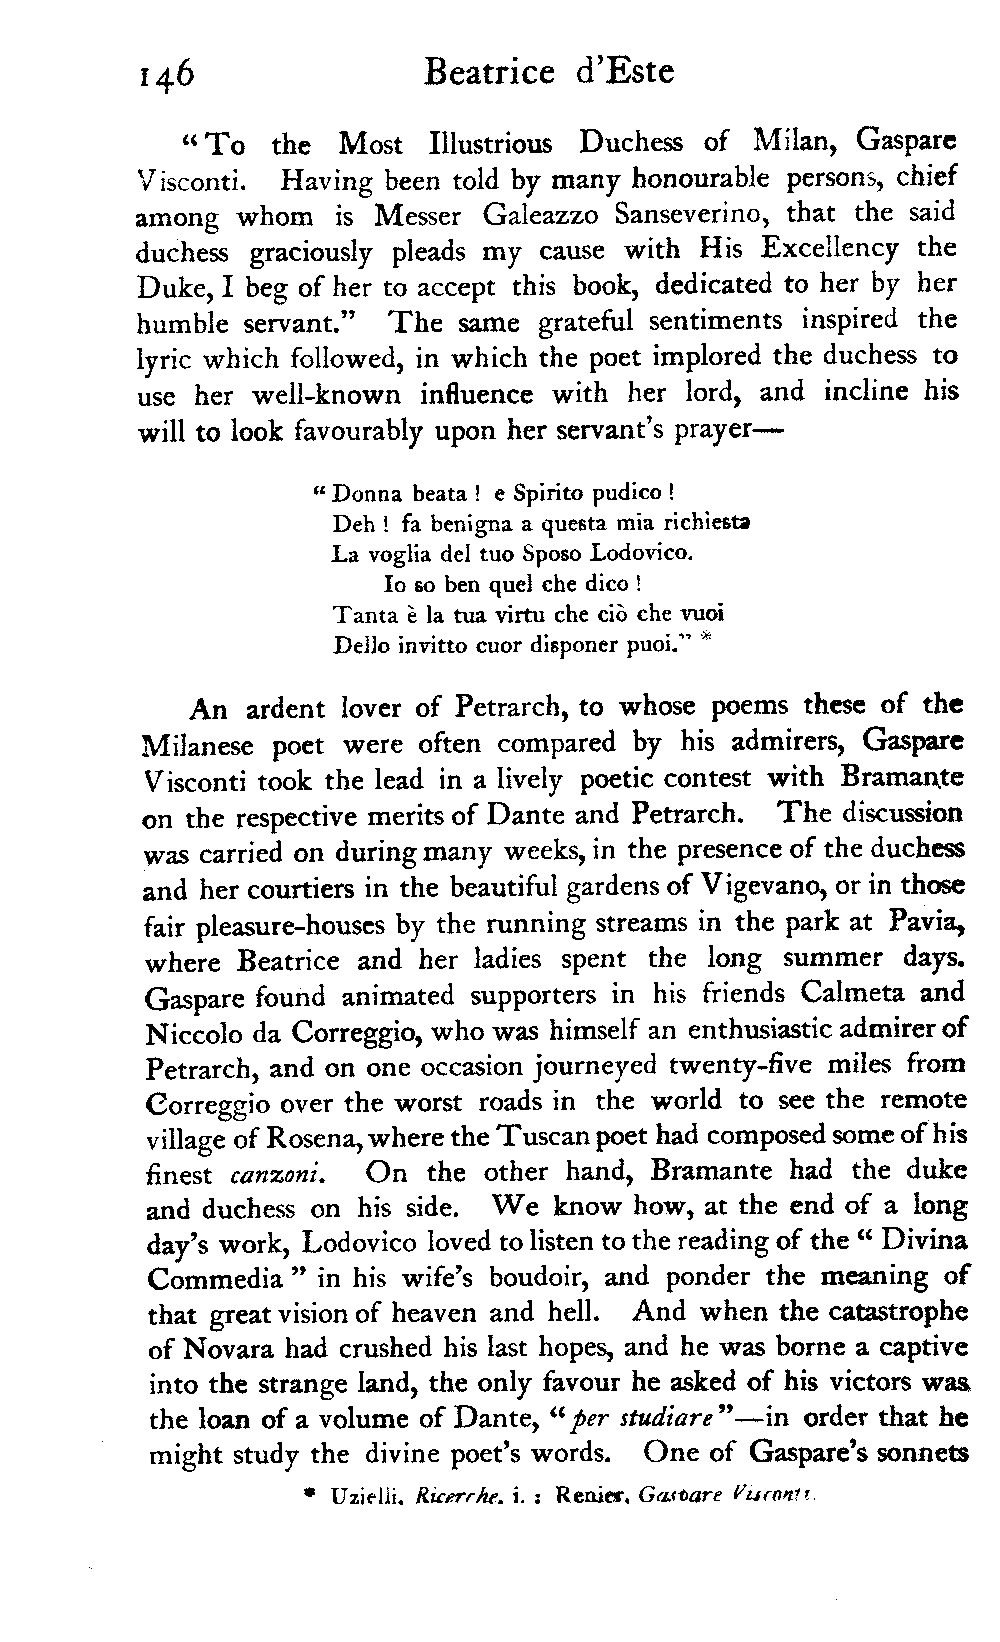 146 Beatrice d'Este
“To the Most Illustrious Duchess of Milan, Gaspare
Visconti. Having been told by many honourable persons, chief
among whom is Messer Galeazzo Sanseverino, that the said
duchess graciously pleads my cause with His Excellency the
Duke, I beg of her to accept this book, dedicated to her by her
humble servant.” The same grateful sentiments inspired the
lyric which followed, in which the poet implored the duchess to
use her well-known influence with her lord, and incline his
will to look favourably upon her servant's prayer—
“Donna beata! e Spirito pudico!
Deh! fa benigna a questa mia richiesta
La voglia del tuo Sposo Lodovico.
Io so ben quel che dico!
Tanta è la tua virtu che ciò che vuoi
Dello invitto cuor disponer puoi.” *
An ardent lover of Petrarch, to whose poems these of the
Milanese poet were often compared by his admirers, Gaspare
Visconti took the lead in a lively poetic contest with Bramante
on the respective merits of Dante and Petrarch. The discussion
was carried on during many weeks, in the presence of the duchess
and her courtiers in the beautiful gardens of Vigevano, or in those
fair pleasure-houses by the running streams in the park at Pavia,
where Beatrice and her ladies spent the long summer days.
Gaspare found animated supporters in his friends Calmeta and
Niccolo da Correggio, who was himself an enthusiastic admirer of
Petrarch, and on one occasion journeyed twenty-five miles from
Correggio over the worst roads in the world to see the remote
village of Rosena, where the Tuscan poet had composed some of his
finest canzoni. On the other hand, Bramante had the duke
and duchess on his side. We know how, at the end of a long
day's work, Lodovico loved to listen to the reading of the “Divina
Commedia” in his wife's boudoir, and ponder the meaning of
that great vision of heaven and hell. And when the catastrophe
of Novara had crushed his last hopes, and he was borne a captive
into the strange land, the only favour he asked of his victors was
the loan of a volume of Dante, “per studiare”—in order that he
might study the divine poet's words. One of Gaspare's sonnets
* Uzielli, Ricerche, i. ; Renier, Gaspare Visconti.